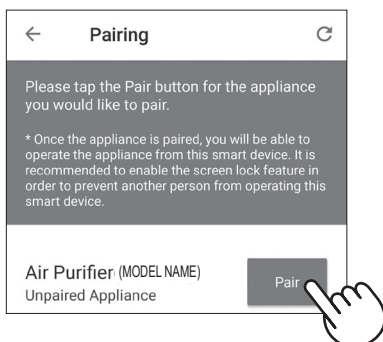 Pairing
Please tap the Pair button for the appliance
you would like to pair.
* Once the appliance is paired, you will be able to
operate the appliance from this smart device. It is
recommended to enable the screen lock feature in
order to prevent another person from operating this
smart device.
Air Purifier (MODEL NAME)
Unpaired Appliance
Pair